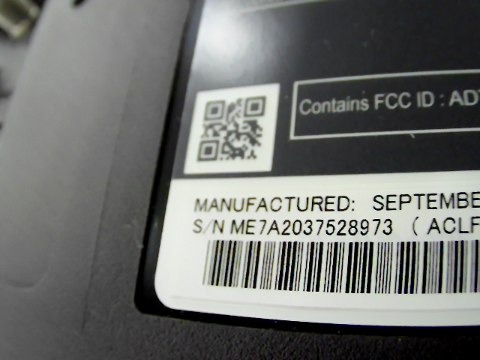 Contains FCC ID : AD
MANUFACTURED: SEPTEMBE
S/N ME7A2037528973 ( ACLF